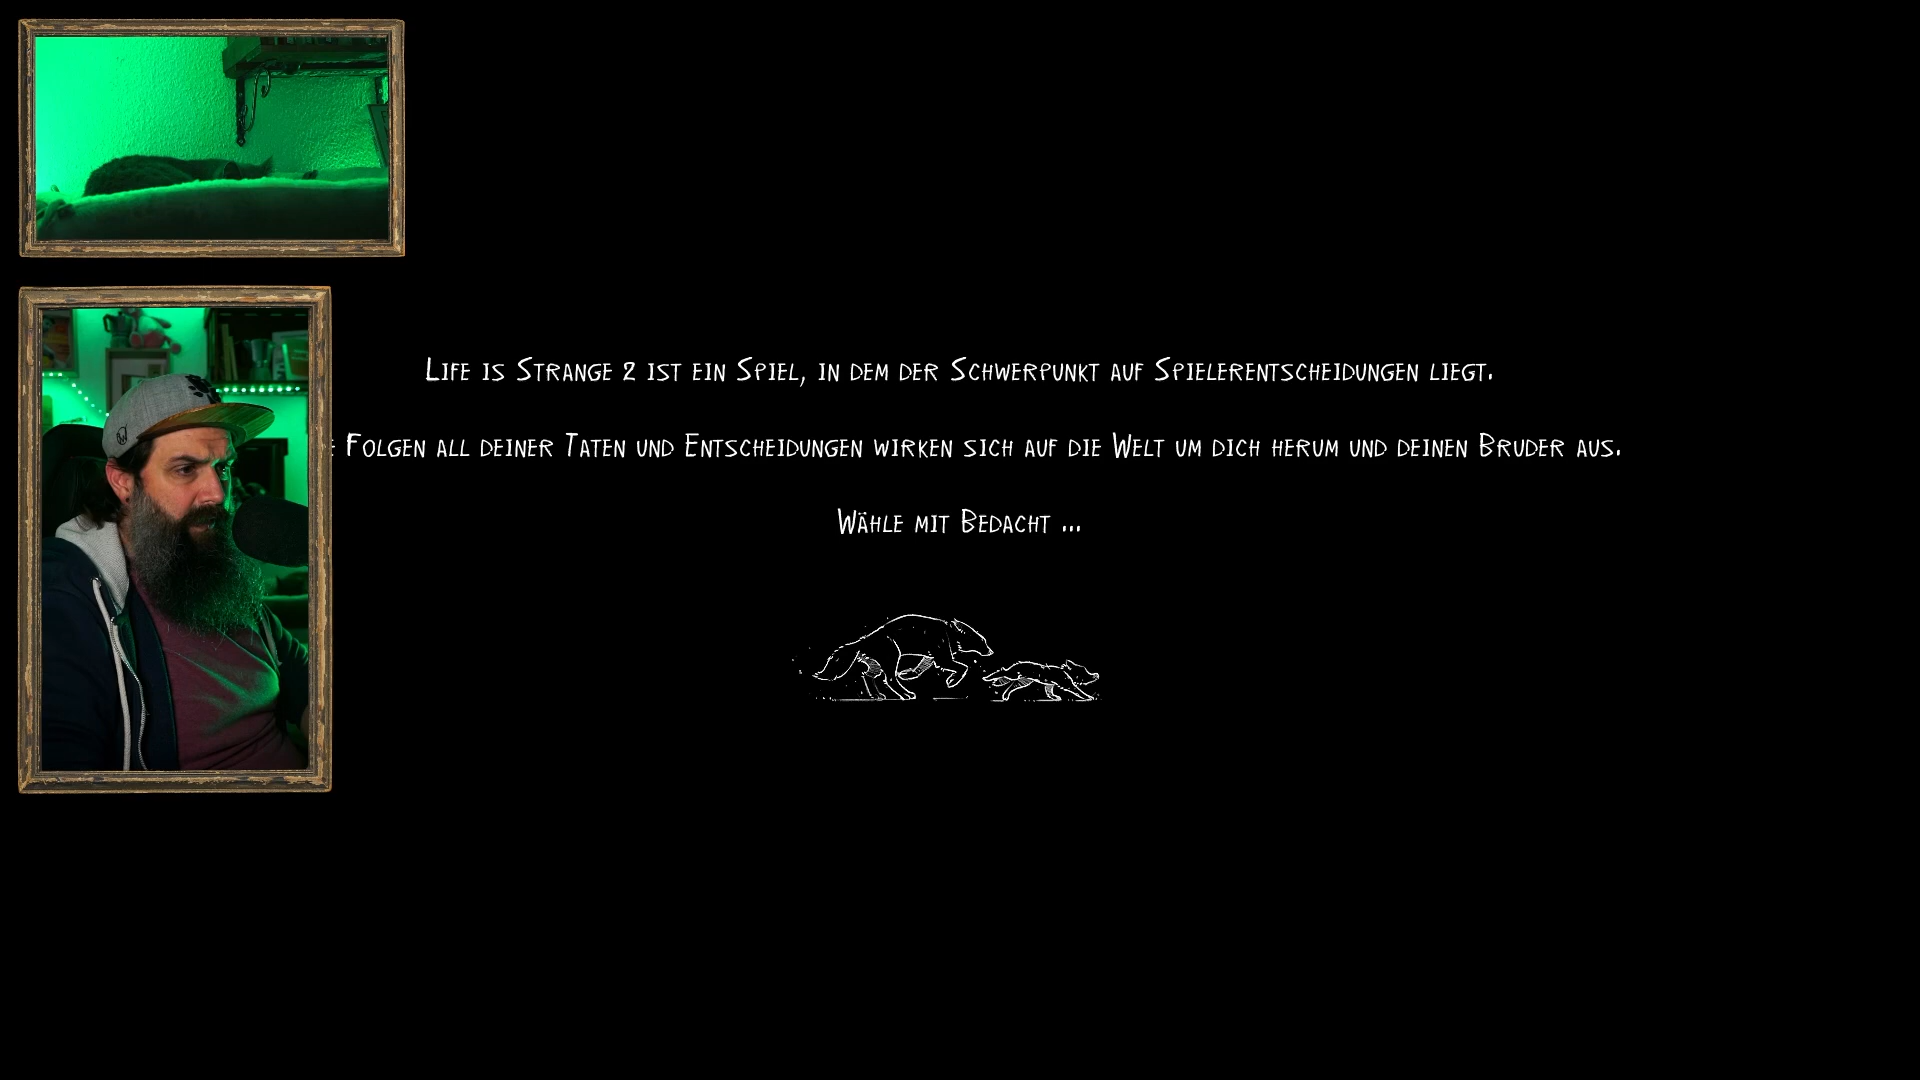 Life is Strange 2 ist ein Spiel, in dem der Schwerpunkt auf Spielerentscheidungen liegt.
Folgen all deiner Taten und Entscheidungen wirken sich auf die Welt um dich herum und deinen Bruder aus.
Wähle mit Bedacht ...